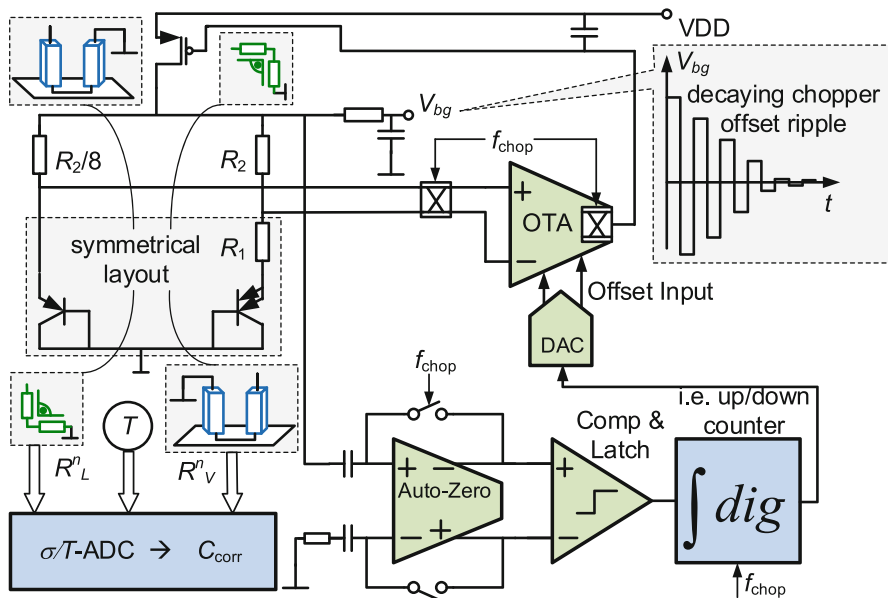 VDD
V_bg
V_bg
decaying chopper
offset ripple
t
R_2/8
R_2
f_chop
+
OTA
−
symmetrical
layout
R_1
Offset Input
DAC
f_chop
i.e. up/down
counter
Comp &
Latch
T
R^n_L
R^n_V
+ −
Auto-Zero
− +
+
−
∫ dig
σ/T-ADC → C_corr
f_chop